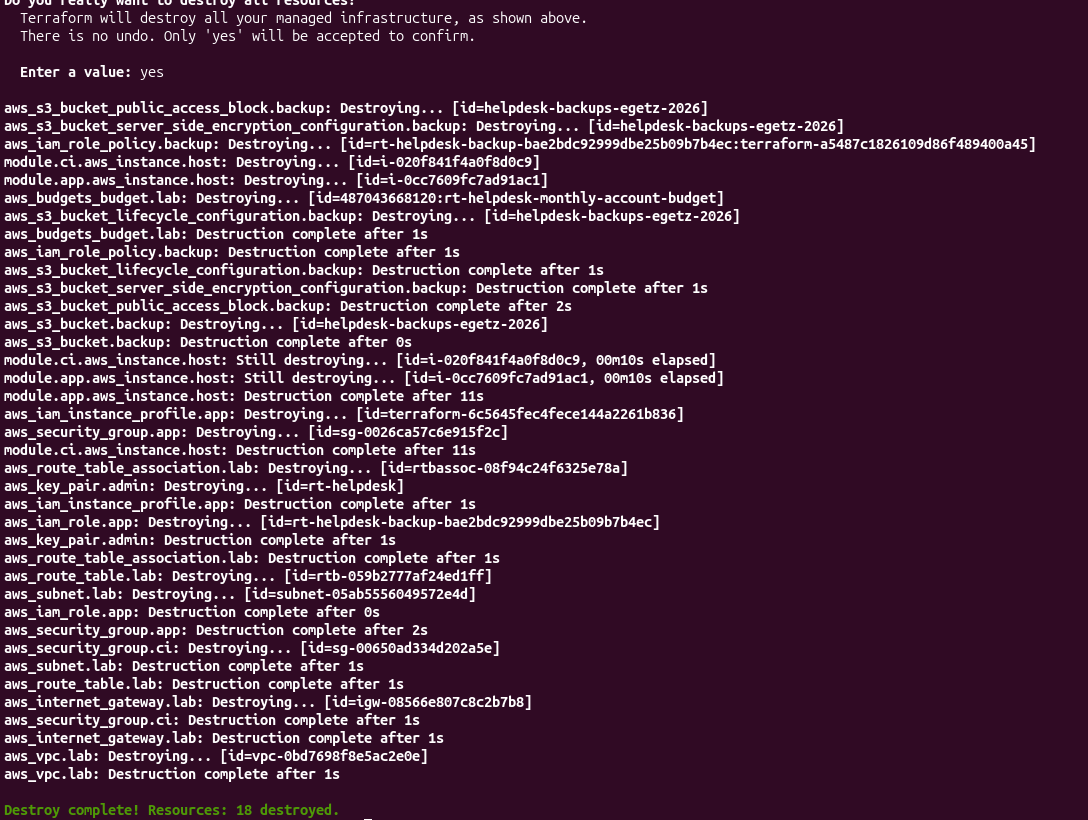 Do you really want to destroy all resources?
  Terraform will destroy all your managed infrastructure, as shown above.
  There is no undo. Only 'yes' will be accepted to confirm.

  Enter a value: yes

aws_s3_bucket_public_access_block.backup: Destroying... [id=helpdesk-backups-egetz-2026]
aws_s3_bucket_server_side_encryption_configuration.backup: Destroying... [id=helpdesk-backups-egetz-2026]
aws_iam_role_policy.backup: Destroying... [id=rt-helpdesk-backup-bae2bdc92999dbe25b09b7b4ec:terraform-a5487c1826109d86f489400a45]
module.ci.aws_instance.host: Destroying... [id=i-020f841f4a0f8d0c9]
module.app.aws_instance.host: Destroying... [id=i-0cc7609fc7ad91ac1]
aws_budgets_budget.lab: Destroying... [id=487043668120:rt-helpdesk-monthly-account-budget]
aws_s3_bucket_lifecycle_configuration.backup: Destroying... [id=helpdesk-backups-egetz-2026]
aws_budgets_budget.lab: Destruction complete after 1s
aws_iam_role_policy.backup: Destruction complete after 1s
aws_s3_bucket_lifecycle_configuration.backup: Destruction complete after 1s
aws_s3_bucket_server_side_encryption_configuration.backup: Destruction complete after 1s
aws_s3_bucket_public_access_block.backup: Destruction complete after 2s
aws_s3_bucket.backup: Destroying... [id=helpdesk-backups-egetz-2026]
aws_s3_bucket.backup: Destruction complete after 0s
module.ci.aws_instance.host: Still destroying... [id=i-020f841f4a0f8d0c9, 00m10s elapsed]
module.app.aws_instance.host: Still destroying... [id=i-0cc7609fc7ad91ac1, 00m10s elapsed]
module.app.aws_instance.host: Destruction complete after 11s
aws_iam_instance_profile.app: Destroying... [id=terraform-6c5645fec4fece144a2261b836]
aws_security_group.app: Destroying... [id=sg-0026ca57c6e915f2c]
module.ci.aws_instance.host: Destruction complete after 11s
aws_route_table_association.lab: Destroying... [id=rtbassoc-08f94c24f6325e78a]
aws_key_pair.admin: Destroying... [id=rt-helpdesk]
aws_iam_instance_profile.app: Destruction complete after 1s
aws_iam_role.app: Destroying... [id=rt-helpdesk-backup-bae2bdc92999dbe25b09b7b4ec]
aws_key_pair.admin: Destruction complete after 1s
aws_route_table_association.lab: Destruction complete after 1s
aws_route_table.lab: Destroying... [id=rtb-059b2777af24ed1ff]
aws_subnet.lab: Destroying... [id=subnet-05ab5556049572e4d]
aws_iam_role.app: Destruction complete after 0s
aws_security_group.app: Destruction complete after 2s
aws_security_group.ci: Destroying... [id=sg-00650ad334d202a5e]
aws_subnet.lab: Destruction complete after 1s
aws_route_table.lab: Destruction complete after 1s
aws_internet_gateway.lab: Destroying... [id=igw-08566e807c8c2b7b8]
aws_security_group.ci: Destruction complete after 1s
aws_internet_gateway.lab: Destruction complete after 1s
aws_vpc.lab: Destroying... [id=vpc-0bd7698f8e5ac2e0e]
aws_vpc.lab: Destruction complete after 1s

Destroy complete! Resources: 18 destroyed.